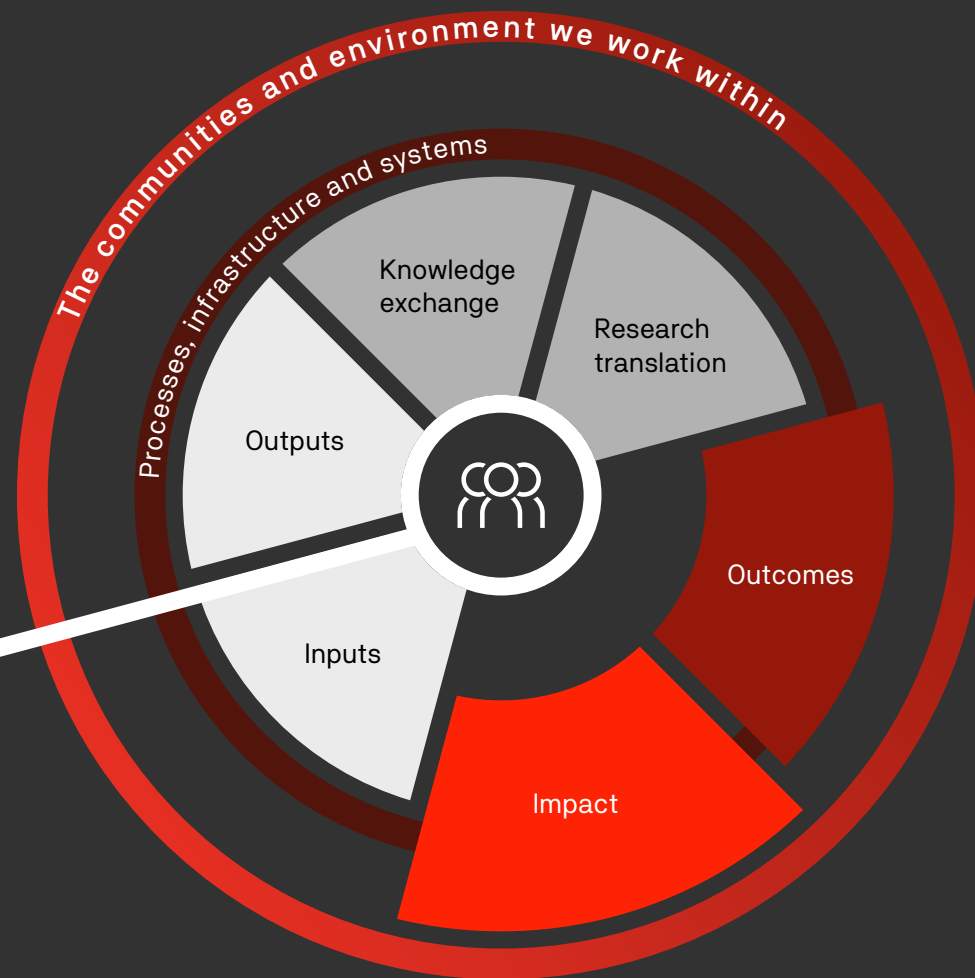 The communities and environment we work within
Processes, infrastructure and systems
Knowledge
exchange
Research
translation
Outputs
Outcomes
Inputs
Impact